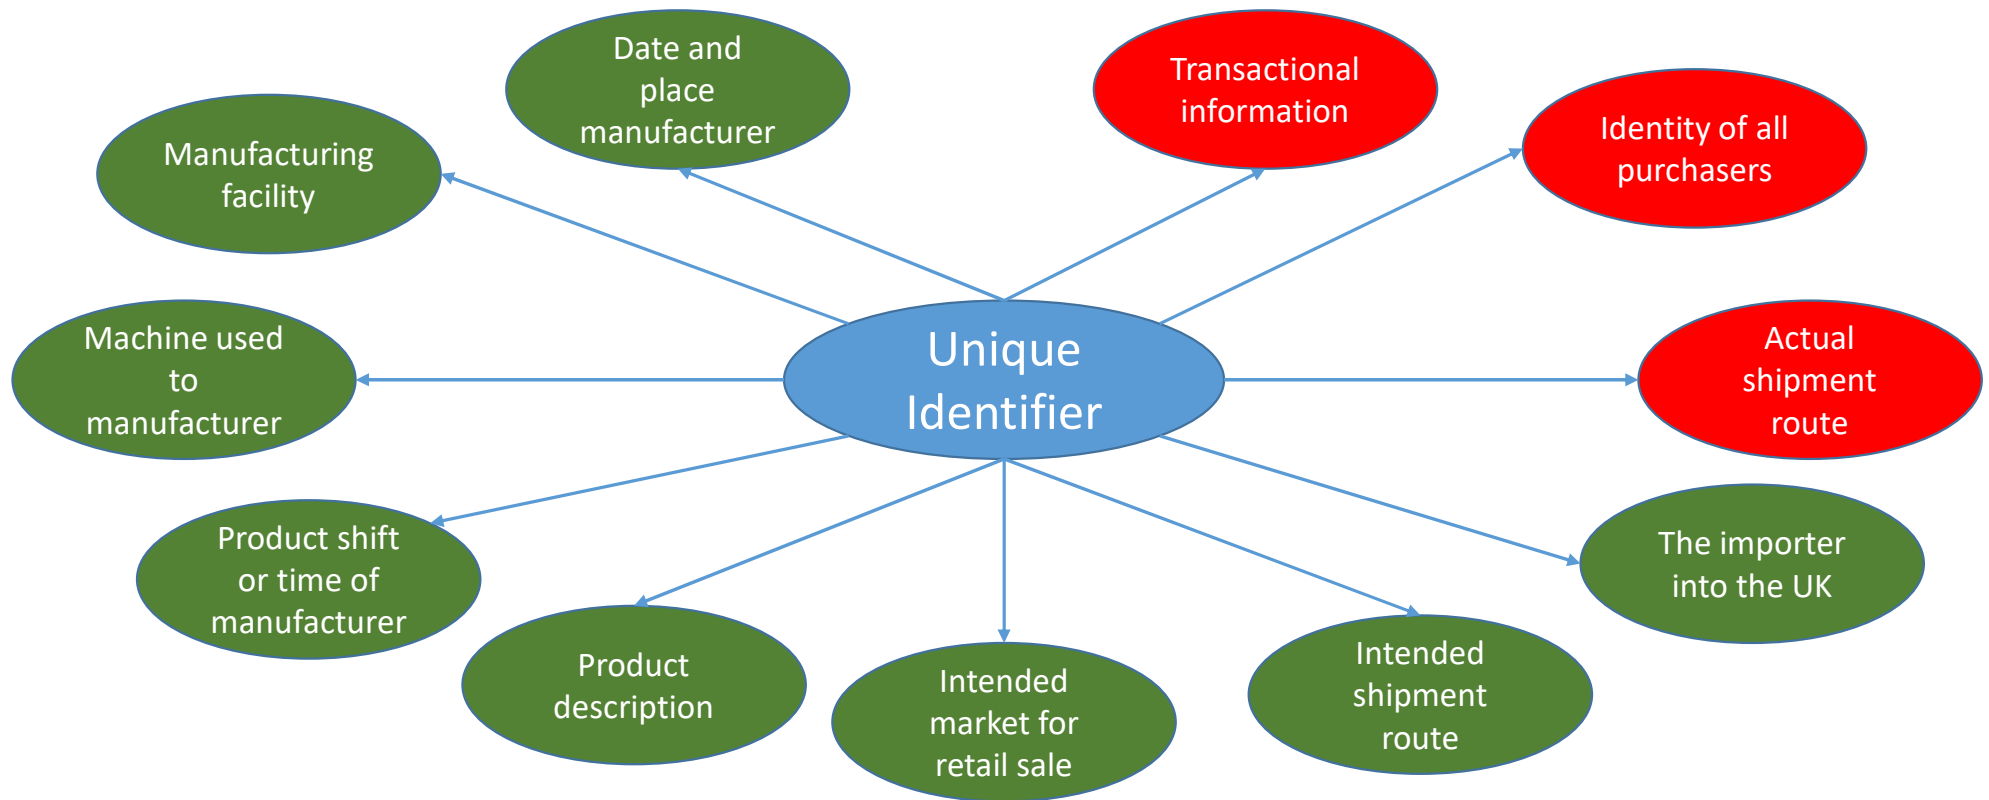 Date and
place
manufacturer
Transactional
information
Identity of all
purchasers
Manufacturing
facility
Machine used
to
manufacturer
Unique
Identifier
Actual
shipment
route
Product shift
or time of
manufacturer
The importer
into the UK
Product
description
Intended
market for
retail sale
Intended
shipment
route